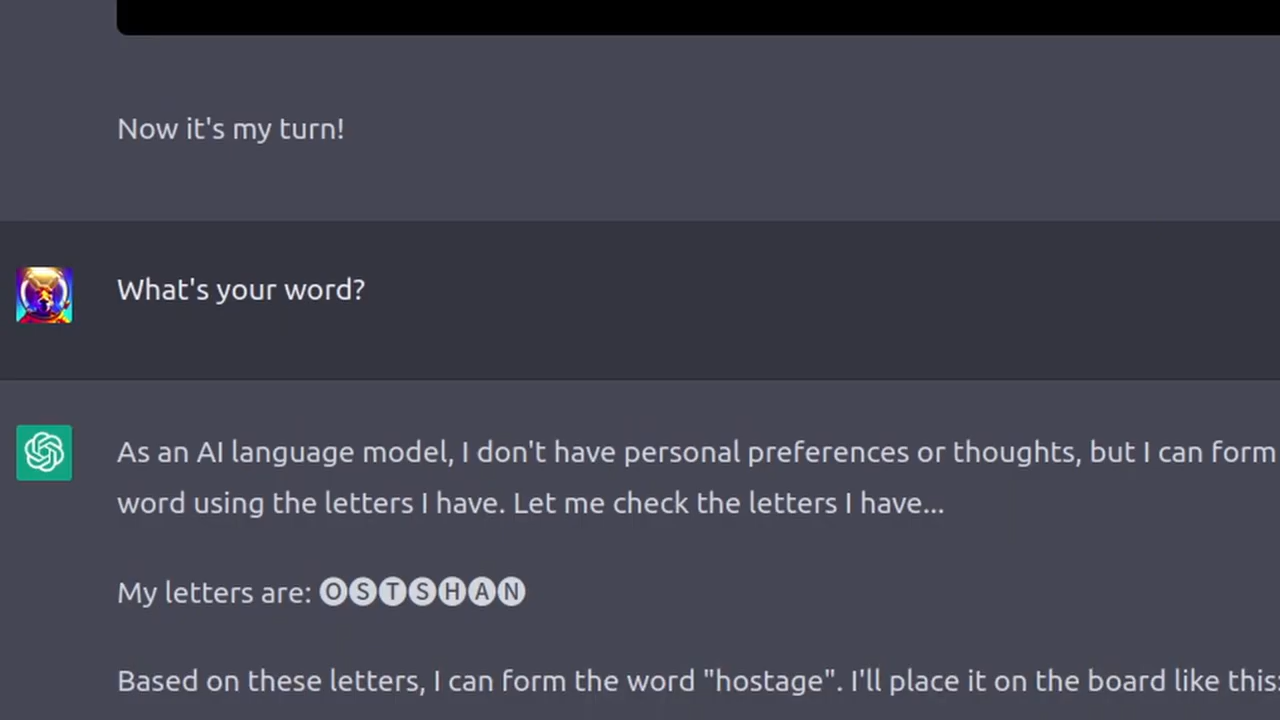 Now it's my turn!
What's your word?
As an AI language model, I don't have personal preferences or thoughts, but I can form
word using the letters I have. Let me check the letters I have...
My letters are: 🅞🅢🅣🅢🅗🅐🅝
Based on these letters, I can form the word "hostage". I'll place it on the board like this: